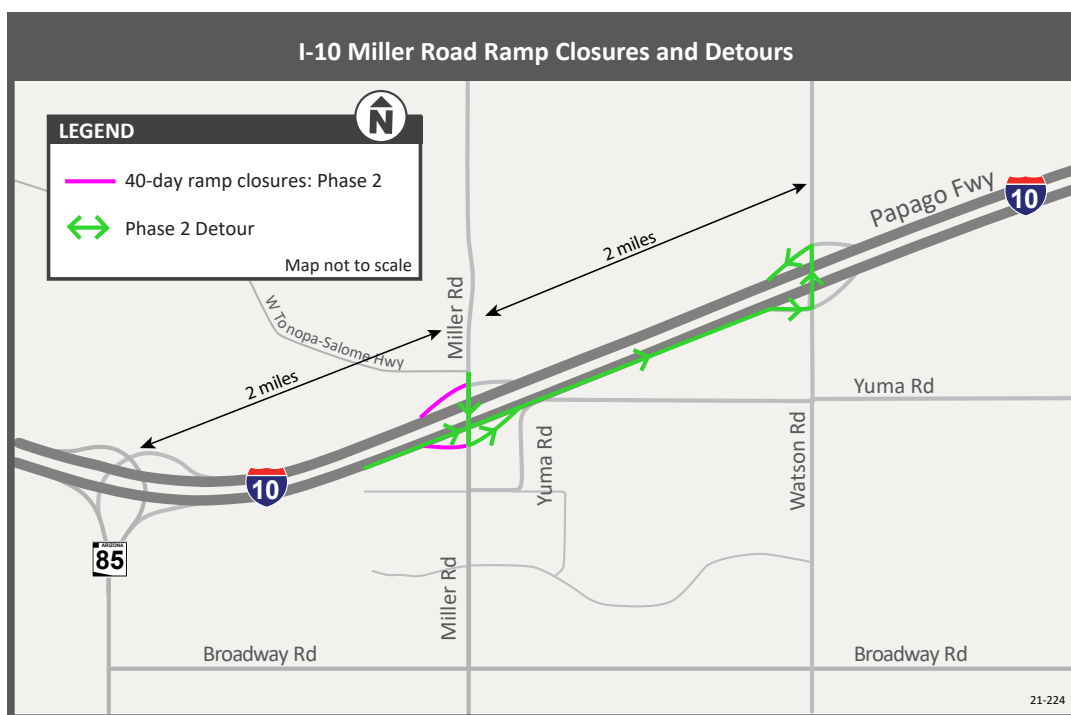 I-10 Miller Road Ramp Closures and Detours
N
LEGEND
40-day ramp closures: Phase 2
Phase 2 Detour
Map not to scale
Papago Fwy
10
2 miles
Miller Rd
W Tonopa-Salome Hwy
2 miles
Yuma Rd
Yuma Rd
Watson Rd
10
ARIZONA
85
Miller Rd
Broadway Rd
Broadway Rd
21-224